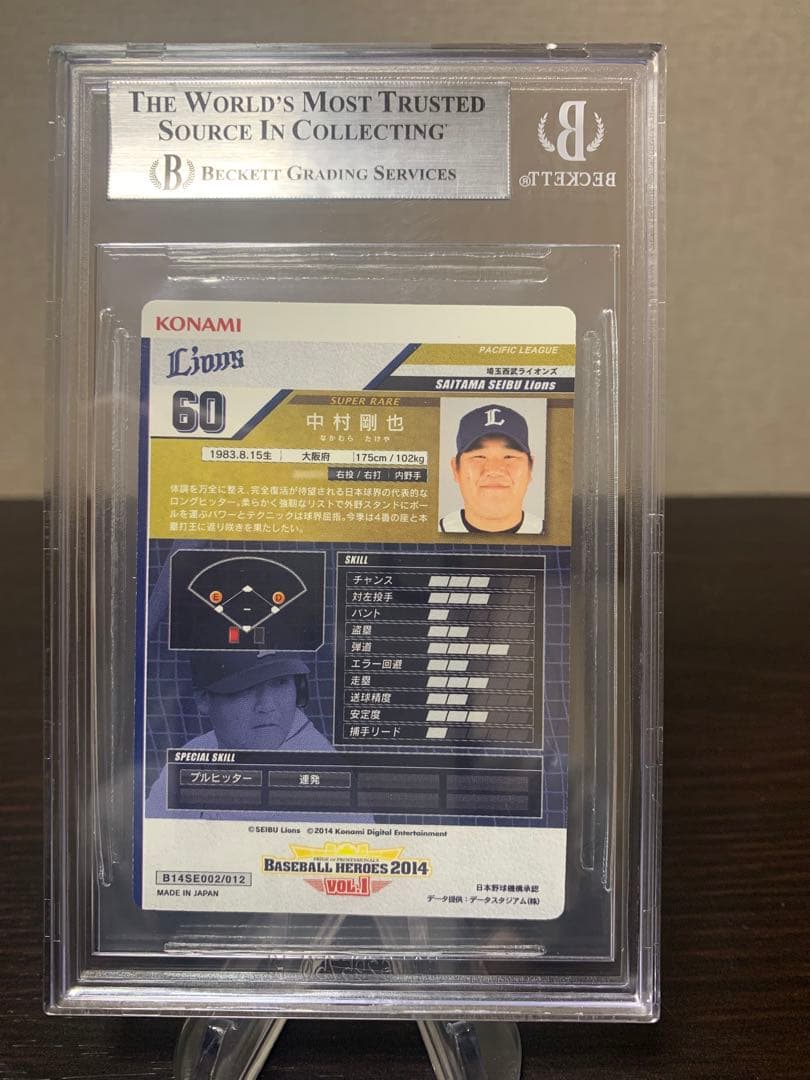 THE WORLD'S MOST TRUSTED
SOURCE IN COLLECTING
B BECKETT GRADING SERVICES
B
BECKETT®
KONAMI
Lions
PACIFIC LEAGUE
埼玉西武ライオンズ
SAITAMA SEIBU Lions
60
SUPER RARE
中村剛也
なかむら たけや
1983.8.15生 大阪府 175cm / 102kg
右投 / 右打 内野手
体調を万全に整え、完全復活が待望される日本球界の代表的な
ロングヒッター。柔らかく強靭なリストで外野スタンドにボー
ルを運ぶパワーとテクニックは球界屈指。今季は4番の座と本
塁打王に返り咲きを果たしたい。
E D
SKILL
チャンス
対左投手
バント
盗塁
弾道
エラー回避
走塁
送球精度
安定度
捕手リード
SPECIAL SKILL
プルヒッター 連発
©SEIBU Lions ©2014 Konami Digital Entertainment
PRIDE OF PROFESSIONALS
BASEBALL HEROES 2014
VOL.1
B14SE002/012
MADE IN JAPAN
日本野球機構承認
データ提供：データスタジアム(株)